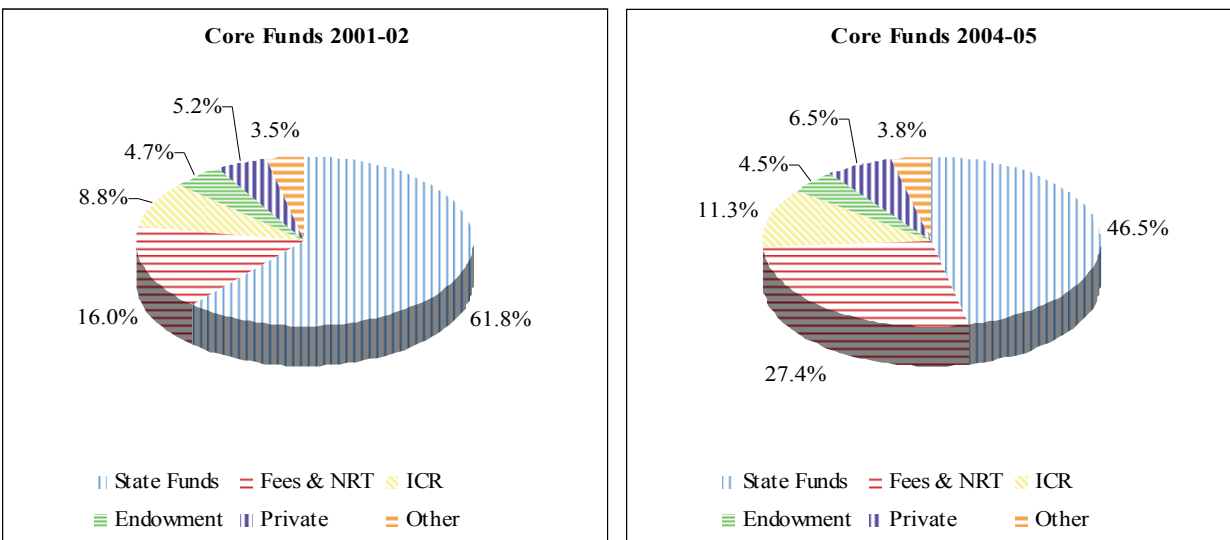 Core Funds 2001-02
5.2%
3.5%
4.7%
8.8%
16.0%
61.8%
State Funds Fees & NRT ICR
Endowment Private Other
Core Funds 2004-05
6.5%
3.8%
4.5%
11.3%
46.5%
27.4%
State Funds Fees & NRT ICR
Endowment Private Other